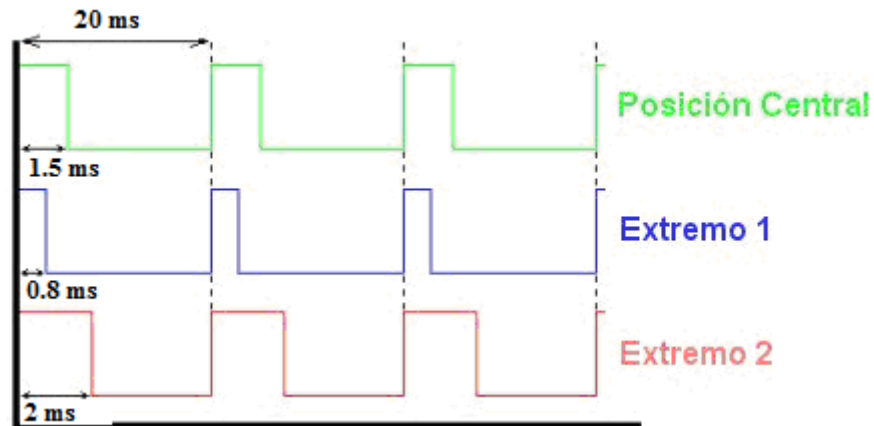 20 ms
Posición Central
1.5 ms
Extremo 1
0.8 ms
Extremo 2
2 ms